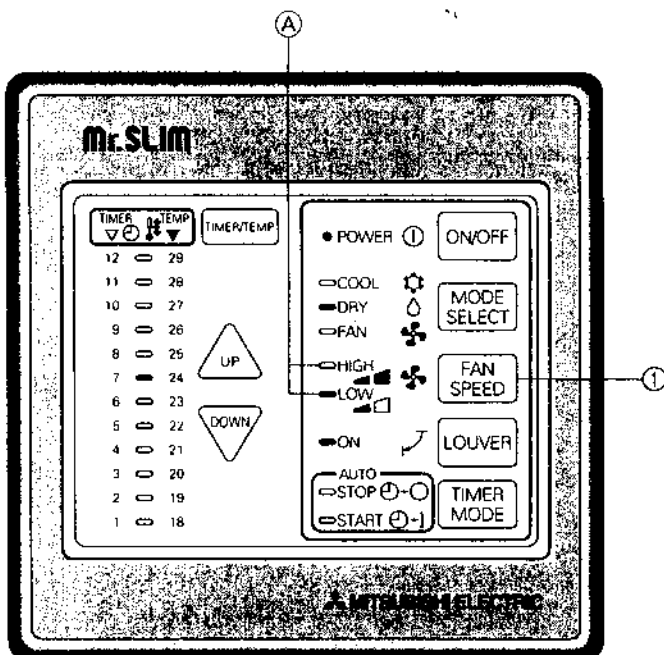 A
Mr.SLIM
TIMER TEMP
TIMER/TEMP
12 29
11 28
10 27
9 26
8 25
7 24
6 23
5 22
4 21
3 20
2 19
1 18
UP
DOWN
POWER
ON/OFF
COOL
DRY
FAN
MODE
SELECT
HIGH
LOW
FAN
SPEED
1
ON
LOUVER
AUTO
STOP
START
TIMER
MODE
MITSUBISHI ELECTRIC